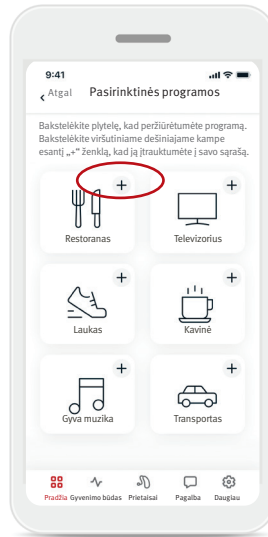 9:41
Atgal Pasirinktinės programos
Bakstelėkite plytelę, kad peržiūrėtumėte programą.
Bakstelėkite viršutiniame dešiniajame kampe
esantį „+“ ženklą, kad ją įtrauktumėte į savo sąrašą.
+ +
Restoranas Televizorius
+ +
Laukas Kavinė
+ +
Gyva muzika Transportas
Pradžia Gyvenimo būdas Prietaisai Pagalba Daugiau